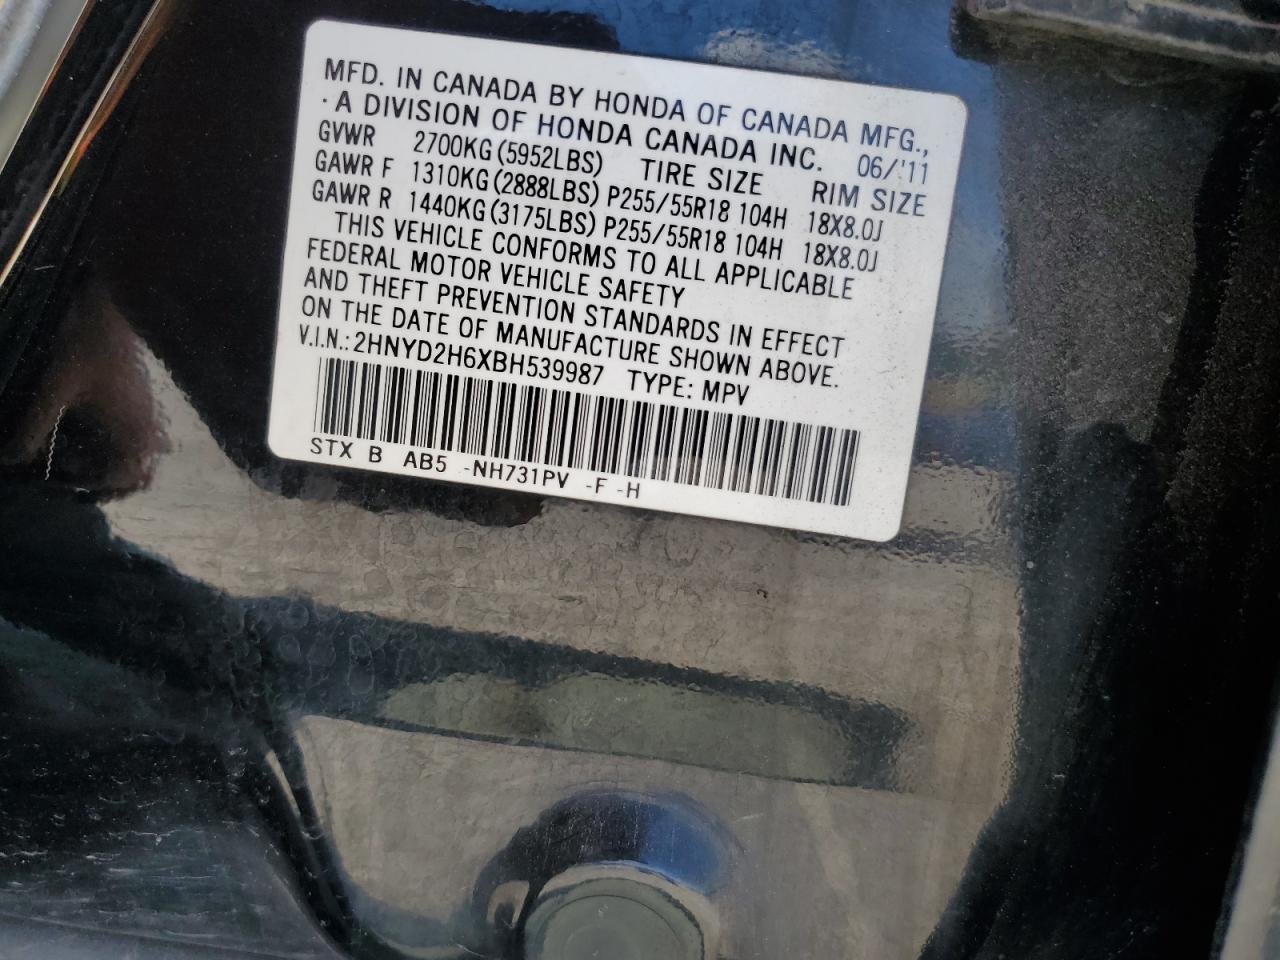 MFD. IN CANADA BY HONDA OF CANADA MFG.,
· A DIVISION OF HONDA CANADA INC. 06/'11
GVWR 2700KG(5952LBS) TIRE SIZE RIM SIZE
GAWR F 1310KG(2888LBS) P255/55R18 104H 18X8.0J
GAWR R 1440KG(3175LBS) P255/55R18 104H 18X8.0J
THIS VEHICLE CONFORMS TO ALL APPLICABLE
FEDERAL MOTOR VEHICLE SAFETY
AND THEFT PREVENTION STANDARDS IN EFFECT
ON THE DATE OF MANUFACTURE SHOWN ABOVE.
V.I.N.: 2HNYD2H6XBH539987 TYPE: MPV
STX B AB5 -NH731PV -F -H